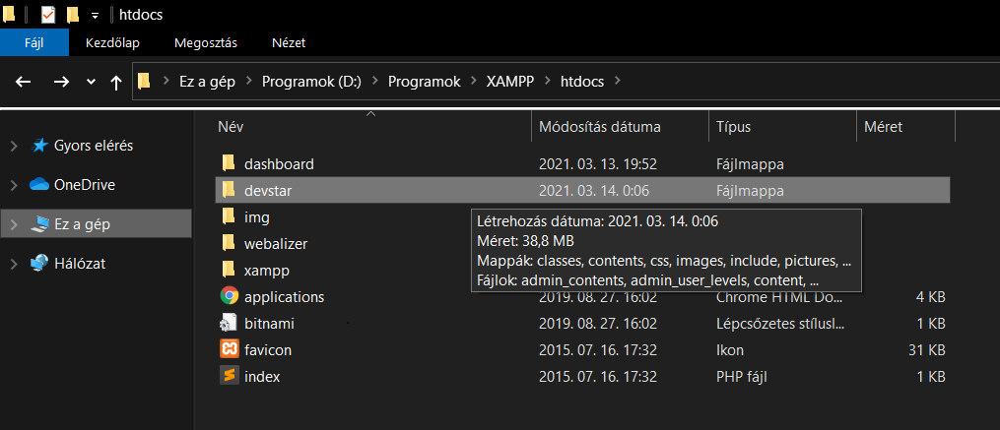 htdocs
Fájl Kezdőlap Megosztás Nézet
Ez a gép Programok (D:) Programok XAMPP htdocs
Név Módosítás dátuma Típus Méret
Gyors elérés
OneDrive
Ez a gép
Hálózat
dashboard 2021. 03. 13. 19:52 Fájlmappa
devstar 2021. 03. 14. 0:06 Fájlmappa
img
webalizer
xampp
Létrehozás dátuma: 2021. 03. 14. 0:06
Méret: 38,8 MB
Mappák: classes, contents, css, images, include, pictures, ...
Fájlok: admin_contents, admin_user_levels, content, ...
applications 2019. 08. 27. 16:02 Chrome HTML Do... 4 KB
bitnami 2019. 08. 27. 16:02 Lépcsőzetes stílusl... 1 KB
favicon 2015. 07. 16. 17:32 Ikon 31 KB
index 2015. 07. 16. 17:32 PHP fájl 1 KB